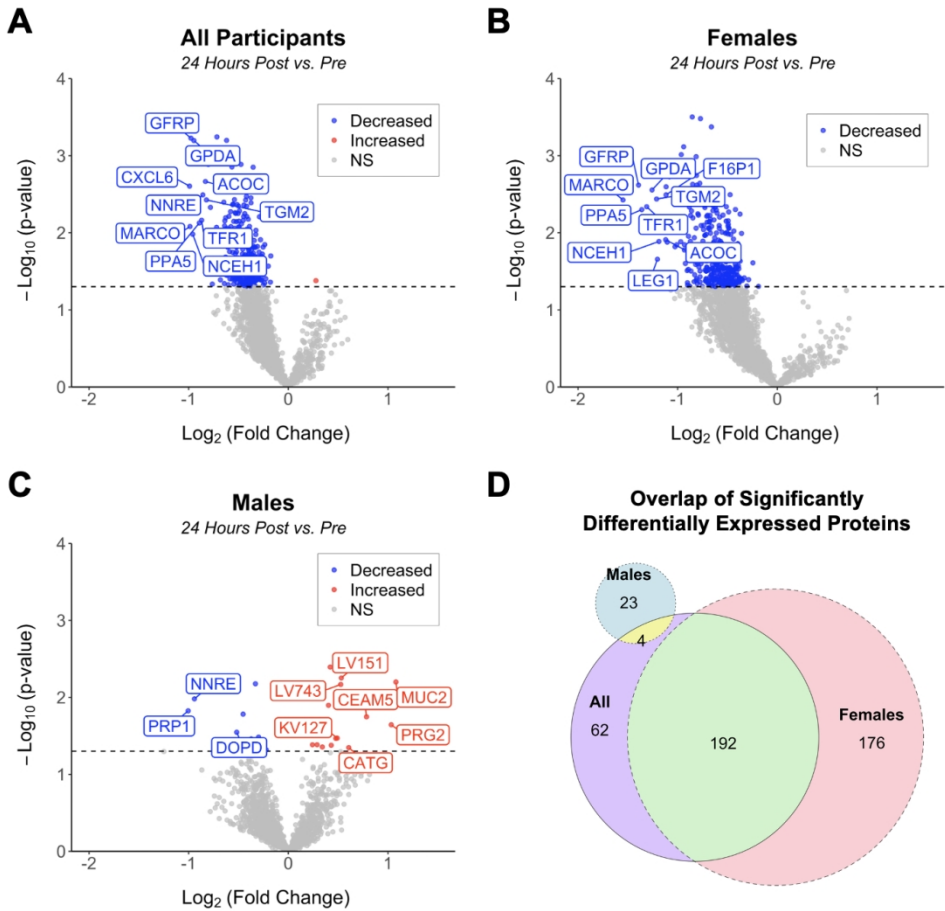 A
All Participants
24 Hours Post vs. Pre
4
3
2
1
0
− Log10 (p-value)
Decreased
Increased
NS
GFRP
GPDA
CXCL6
ACOC
NNRE
TGM2
MARCO
TFR1
PPA5
NCEH1
-2
-1
0
1
Log2 (Fold Change)
B
Females
24 Hours Post vs. Pre
4
3
2
1
0
− Log10 (p-value)
Decreased
NS
GFRP
GPDA
F16P1
MARCO
TGM2
PPA5
TFR1
NCEH1
ACOC
LEG1
-2
-1
0
1
Log2 (Fold Change)
C
Males
24 Hours Post vs. Pre
4
3
2
1
0
− Log10 (p-value)
Decreased
Increased
NS
LV151
NNRE
LV743
CEAM5
MUC2
PRP1
KV127
PRG2
DOPD
CATG
-2
-1
0
1
Log2 (Fold Change)
D
Overlap of Significantly
Differentially Expressed Proteins
Males
23
4
All
62
192
Females
176